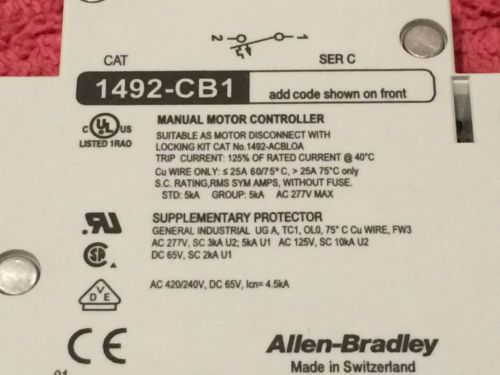 2 1
CAT SER C
1492-CB1 add code shown on front
MANUAL MOTOR CONTROLLER
SUITABLE AS MOTOR DISCONNECT WITH
LOCKING KIT CAT No.1492-ACBLOA
TRIP CURRENT: 125% OF RATED CURRENT @ 40°C
Cu WIRE ONLY: ≤ 25A 60/75° C, > 25A 75°C only
S.C. RATING,RMS SYM AMPS, WITHOUT FUSE.
STD: 5kA GROUP: 5kA AC 277V MAX
C UL US
LISTED 1RAO
SUPPLEMENTARY PROTECTOR
GENERAL INDUSTRIAL UG A, TC1, OL0, 75° C Cu WIRE, FW3
AC 277V, SC 3kA U2; 5kA U1 AC 125V, SC 10kA U2
DC 65V, SC 2kA U1
AC 420/240V, DC 65V, Icn= 4.5kA
DVE
CE
Allen-Bradley
Made in Switzerland